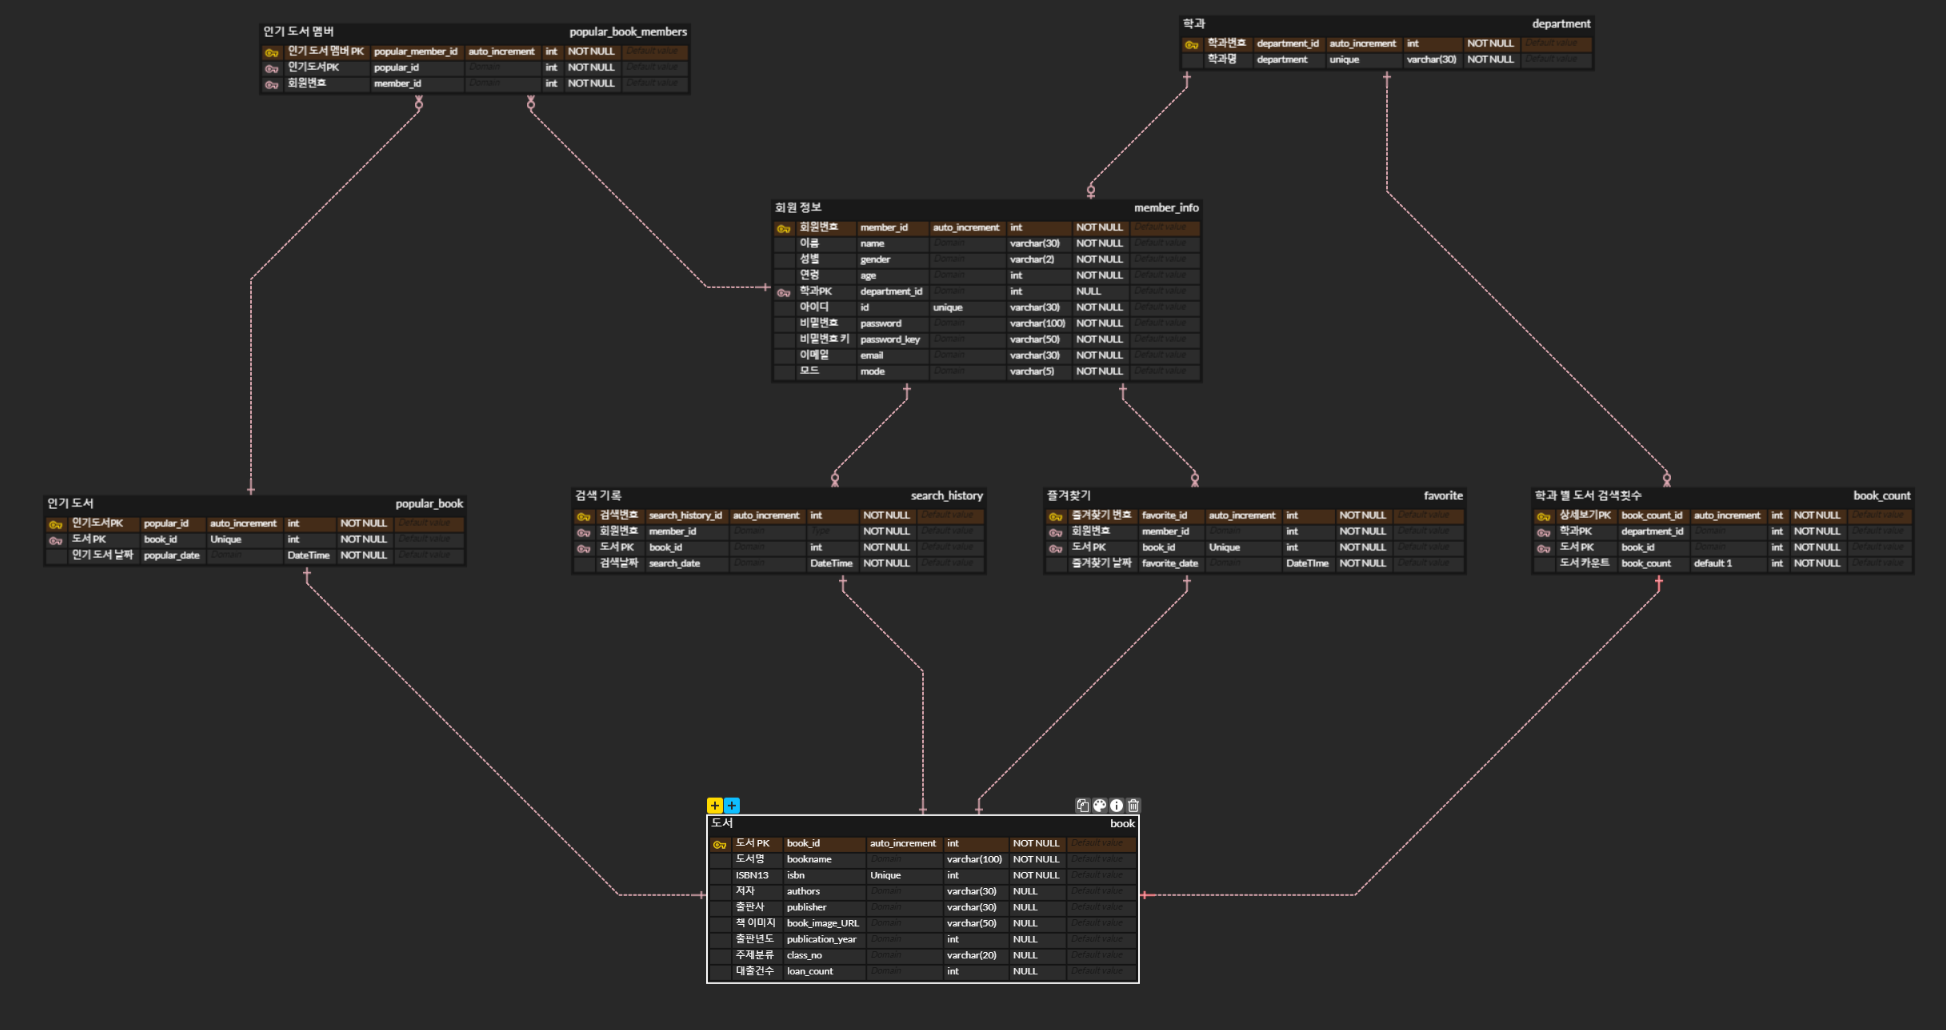 인기 도서 멤버 popular_book_members
인기 도서 멤버 PK popular_member_id auto_increment int NOT NULL Default value
인기도서PK popular_id Domain int NOT NULL Default value
회원번호 member_id Domain int NOT NULL Default value
학과 department
학과번호 department_id auto_increment int NOT NULL Default value
학과명 department unique varchar(30) NOT NULL Default value
회원 정보 member_info
회원번호 member_id auto_increment int NOT NULL Default value
이름 name Domain varchar(30) NOT NULL Default value
성별 gender Domain varchar(2) NOT NULL Default value
연령 age Domain int NOT NULL Default value
학과PK department_id Domain int NULL Default value
아이디 id unique varchar(30) NOT NULL Default value
비밀번호 password Domain varchar(100) NOT NULL Default value
비밀번호 키 password_key Domain varchar(50) NOT NULL Default value
이메일 email Domain varchar(30) NOT NULL Default value
모드 mode Domain varchar(5) NOT NULL Default value
인기 도서 popular_book
인기도서PK popular_id auto_increment int NOT NULL Default value
도서 PK book_id Unique int NOT NULL Default value
인기 도서 날짜 popular_date Domain DateTime NOT NULL Default value
검색 기록 search_history
검색번호 search_history_id auto_increment int NOT NULL Default value
회원번호 member_id Domain Type NOT NULL Default value
도서 PK book_id Domain int NOT NULL Default value
검색날짜 search_date Domain DateTime NOT NULL Default value
즐겨찾기 favorite
즐겨찾기 번호 favorite_id auto_increment int NOT NULL Default value
회원번호 member_id Domain int NOT NULL Default value
도서 PK book_id Unique int NOT NULL Default value
즐겨찾기 날짜 favorite_date Domain DateTIme NOT NULL Default value
학과 별 도서 검색횟수 book_count
상세보기PK book_count_id auto_increment int NOT NULL Default value
학과PK department_id Domain int NOT NULL Default value
도서 PK book_id Domain int NOT NULL Default value
도서 카운트 book_count default 1 int NOT NULL Default value
도서 book
도서 PK book_id auto_increment int NOT NULL Default value
도서명 bookname Domain varchar(100) NOT NULL Default value
ISBN13 isbn Unique int NOT NULL Default value
저자 authors Domain varchar(30) NULL Default value
출판사 publisher Domain varchar(30) NULL Default value
책 이미지 book_image_URL Domain varchar(50) NULL Default value
출판년도 publication_year Domain int NULL Default value
주제분류 class_no Domain varchar(20) NULL Default value
대출건수 loan_count Domain int NULL Default value